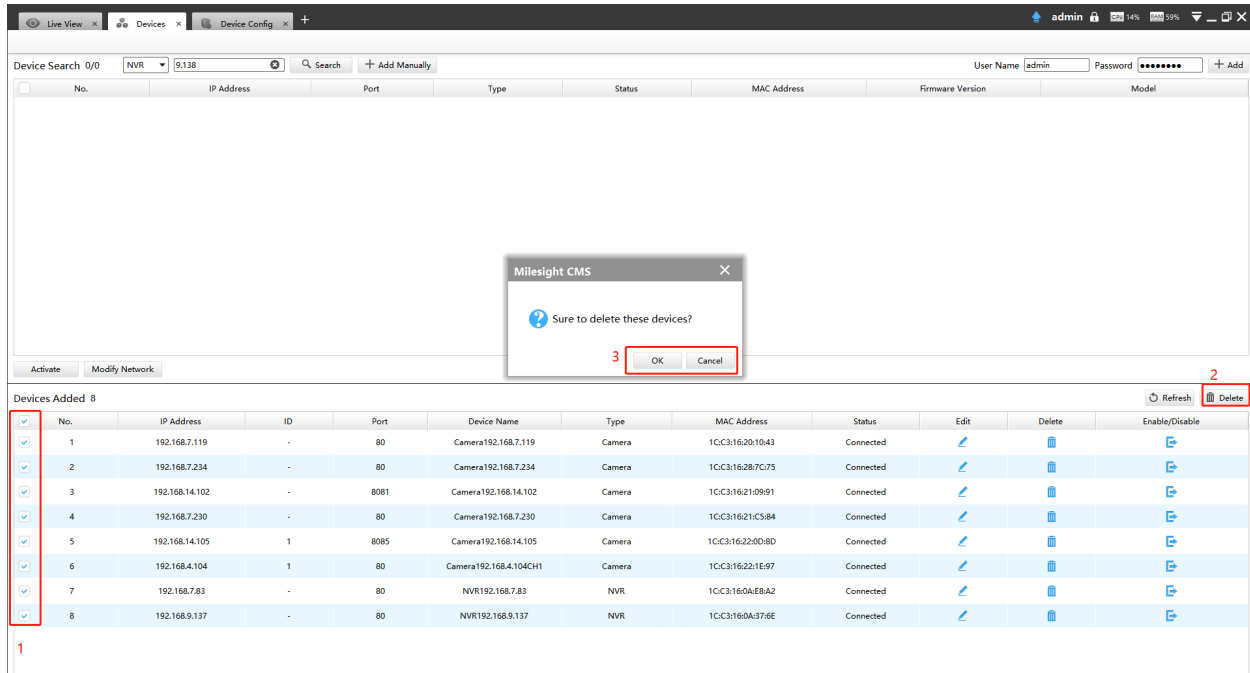 Live View × Devices × Device Config × + admin CPU 14% RAM 59%
Device Search 0/0 NVR 9.138 Search + Add Manually User Name admin Password ●●●●●●●● + Add
No. IP Address Port Type Status MAC Address Firmware Version Model
Milesight CMS
Sure to delete these devices?
3 OK Cancel
Activate Modify Network
2
Devices Added 8 Refresh Delete
No. IP Address ID Port Device Name Type MAC Address Status Edit Delete Enable/Disable
1 192.168.7.119 - 80 Camera192.168.7.119 Camera 1C:C3:16:20:10:43 Connected
2 192.168.7.234 - 80 Camera192.168.7.234 Camera 1C:C3:16:28:7C:75 Connected
3 192.168.14.102 - 8081 Camera192.168.14.102 Camera 1C:C3:16:21:09:91 Connected
4 192.168.7.230 - 80 Camera192.168.7.230 Camera 1C:C3:16:21:C5:84 Connected
5 192.168.14.105 1 8085 Camera192.168.14.105 Camera 1C:C3:16:22:0D:8D Connected
6 192.168.4.104 1 80 Camera192.168.4.104CH1 Camera 1C:C3:16:22:1E:97 Connected
7 192.168.7.83 - 80 NVR192.168.7.83 NVR 1C:C3:16:0A:E8:A2 Connected
8 192.168.9.137 - 80 NVR192.168.9.137 NVR 1C:C3:16:0A:37:6E Connected
1